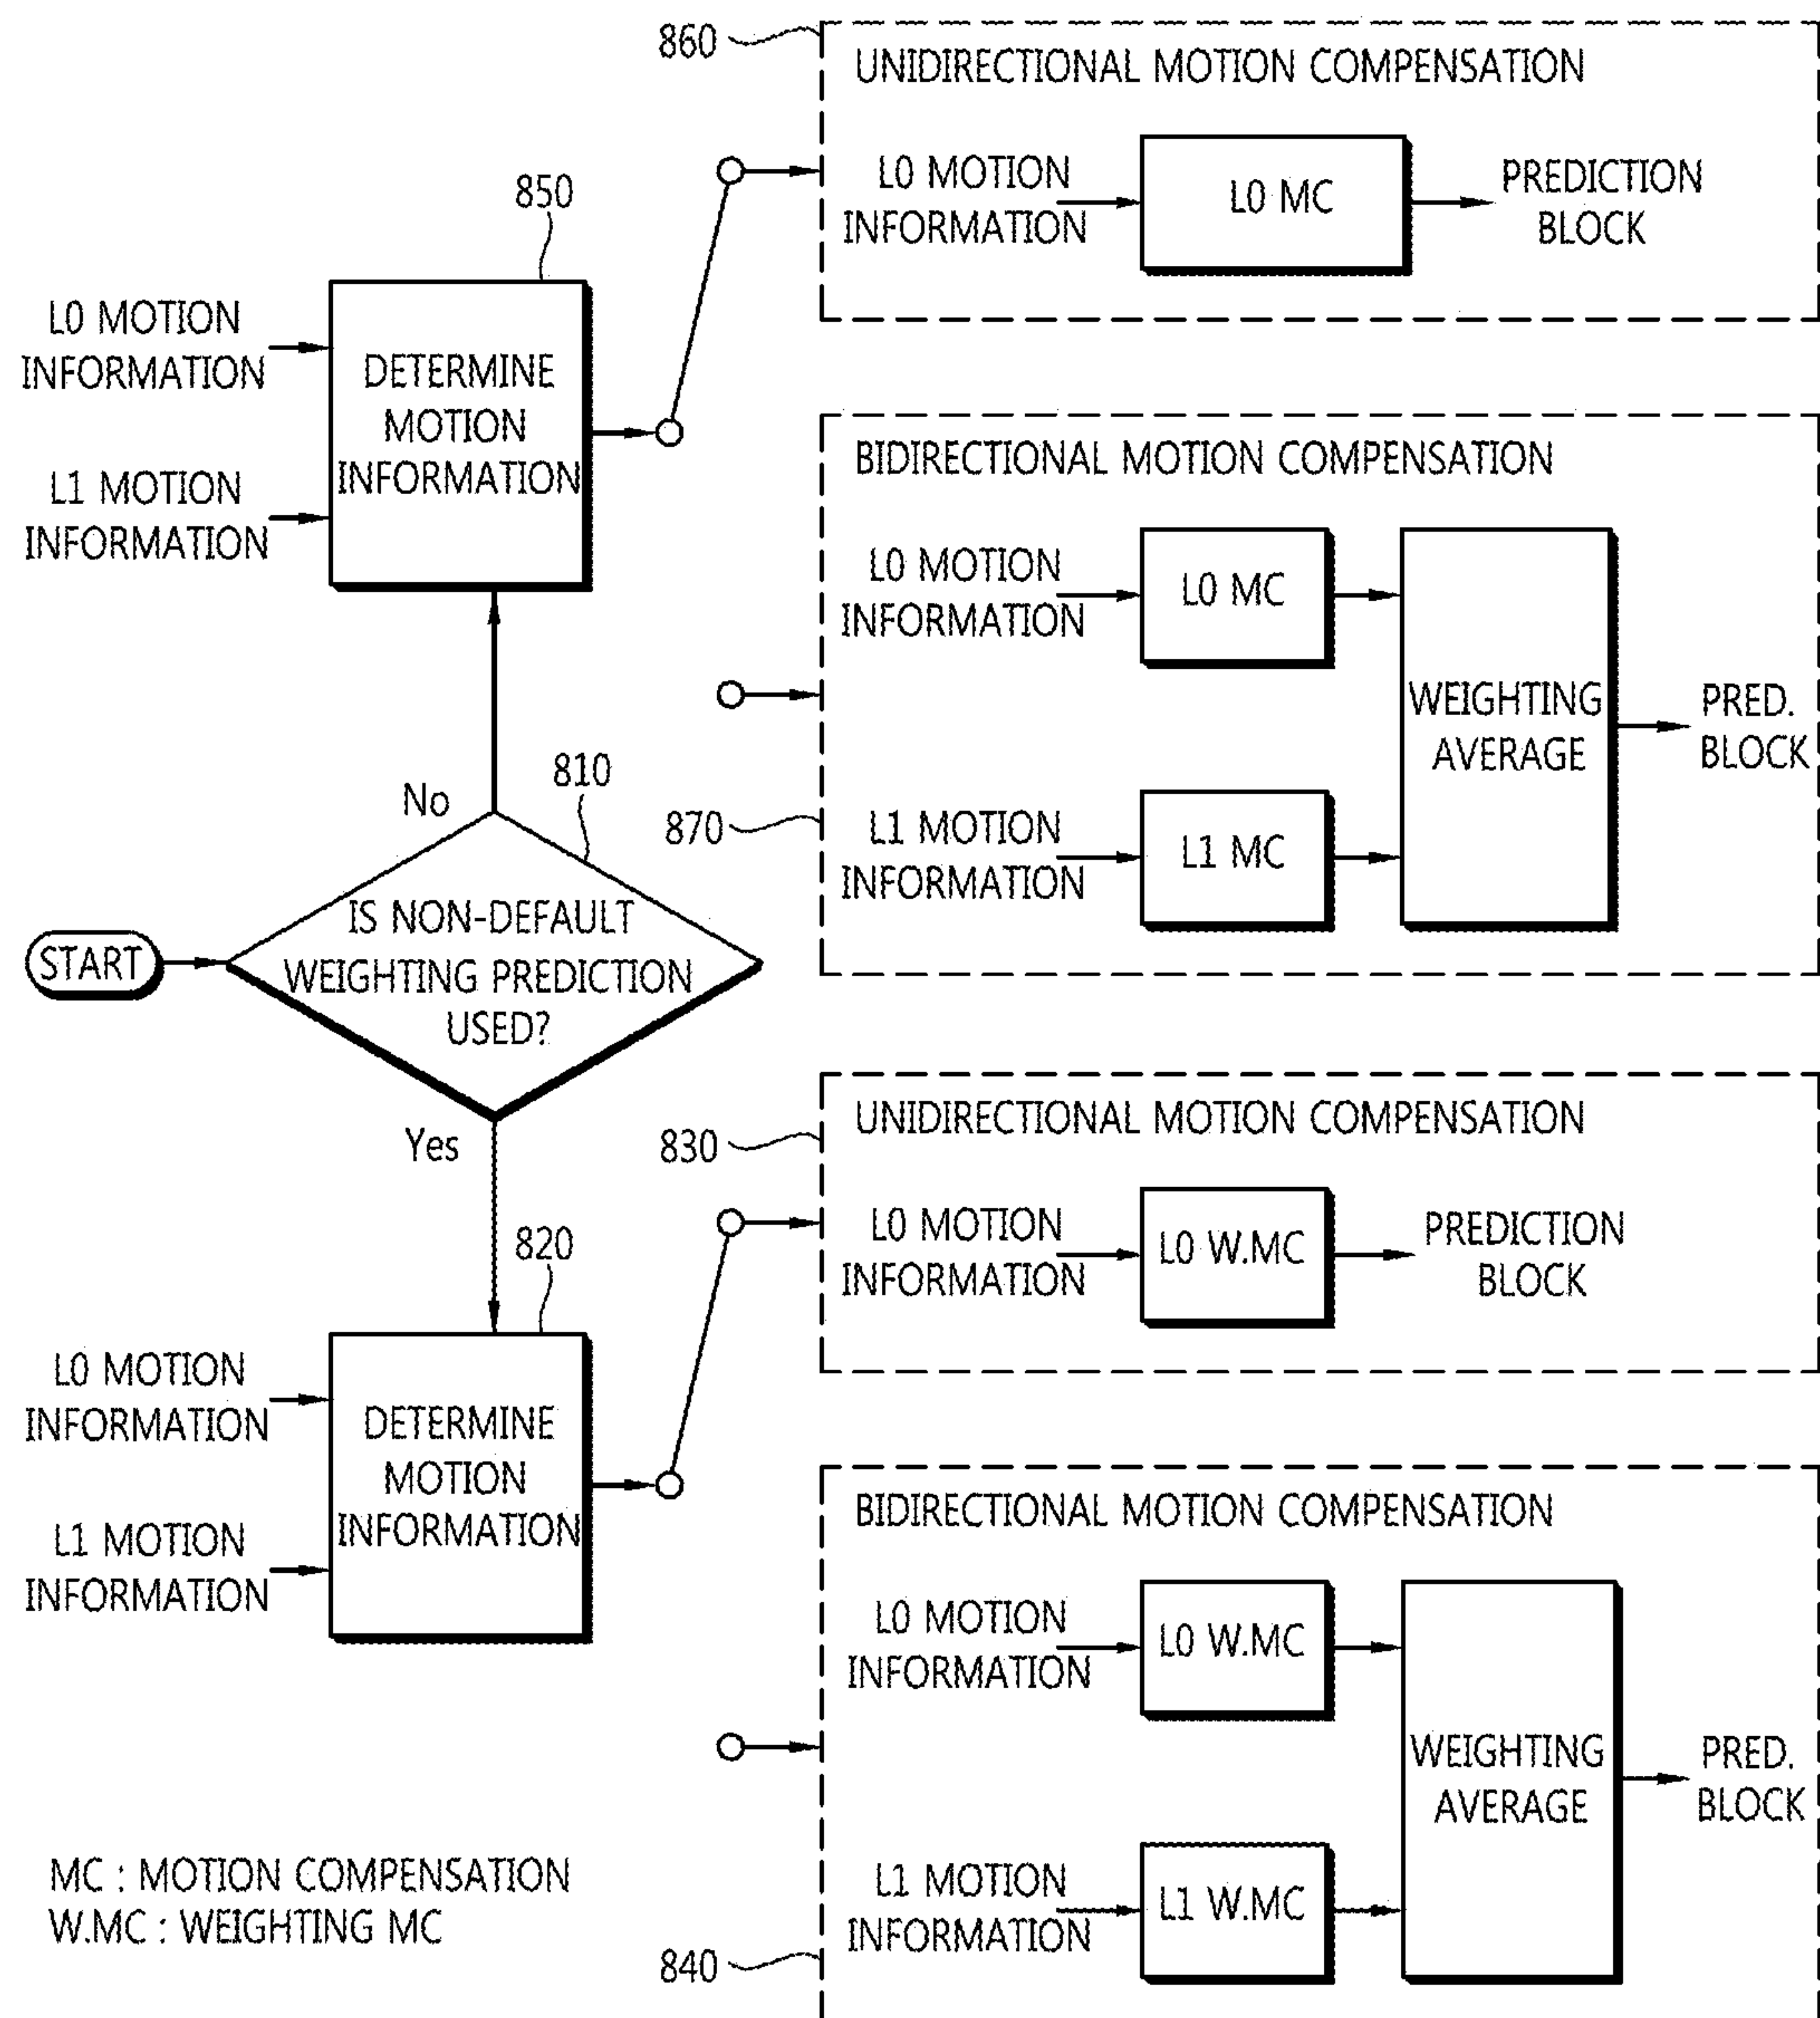 860
UNIDIRECTIONAL MOTION COMPENSATION
L0 MOTION
INFORMATION
L0 MC
PREDICTION
BLOCK
850
L0 MOTION
INFORMATION
L1 MOTION
INFORMATION
DETERMINE
MOTION
INFORMATION
BIDIRECTIONAL MOTION COMPENSATION
L0 MOTION
INFORMATION
L0 MC
870
L1 MOTION
INFORMATION
L1 MC
WEIGHTING
AVERAGE
PRED.
BLOCK
No
810
START
IS NON-DEFAULT
WEIGHTING PREDICTION
USED?
Yes
830
UNIDIRECTIONAL MOTION COMPENSATION
L0 MOTION
INFORMATION
L0 W.MC
PREDICTION
BLOCK
820
L0 MOTION
INFORMATION
L1 MOTION
INFORMATION
DETERMINE
MOTION
INFORMATION
BIDIRECTIONAL MOTION COMPENSATION
L0 MOTION
INFORMATION
L0 W.MC
L1 MOTION
INFORMATION
L1 W.MC
WEIGHTING
AVERAGE
PRED.
BLOCK
840
MC : MOTION COMPENSATION
W.MC : WEIGHTING MC